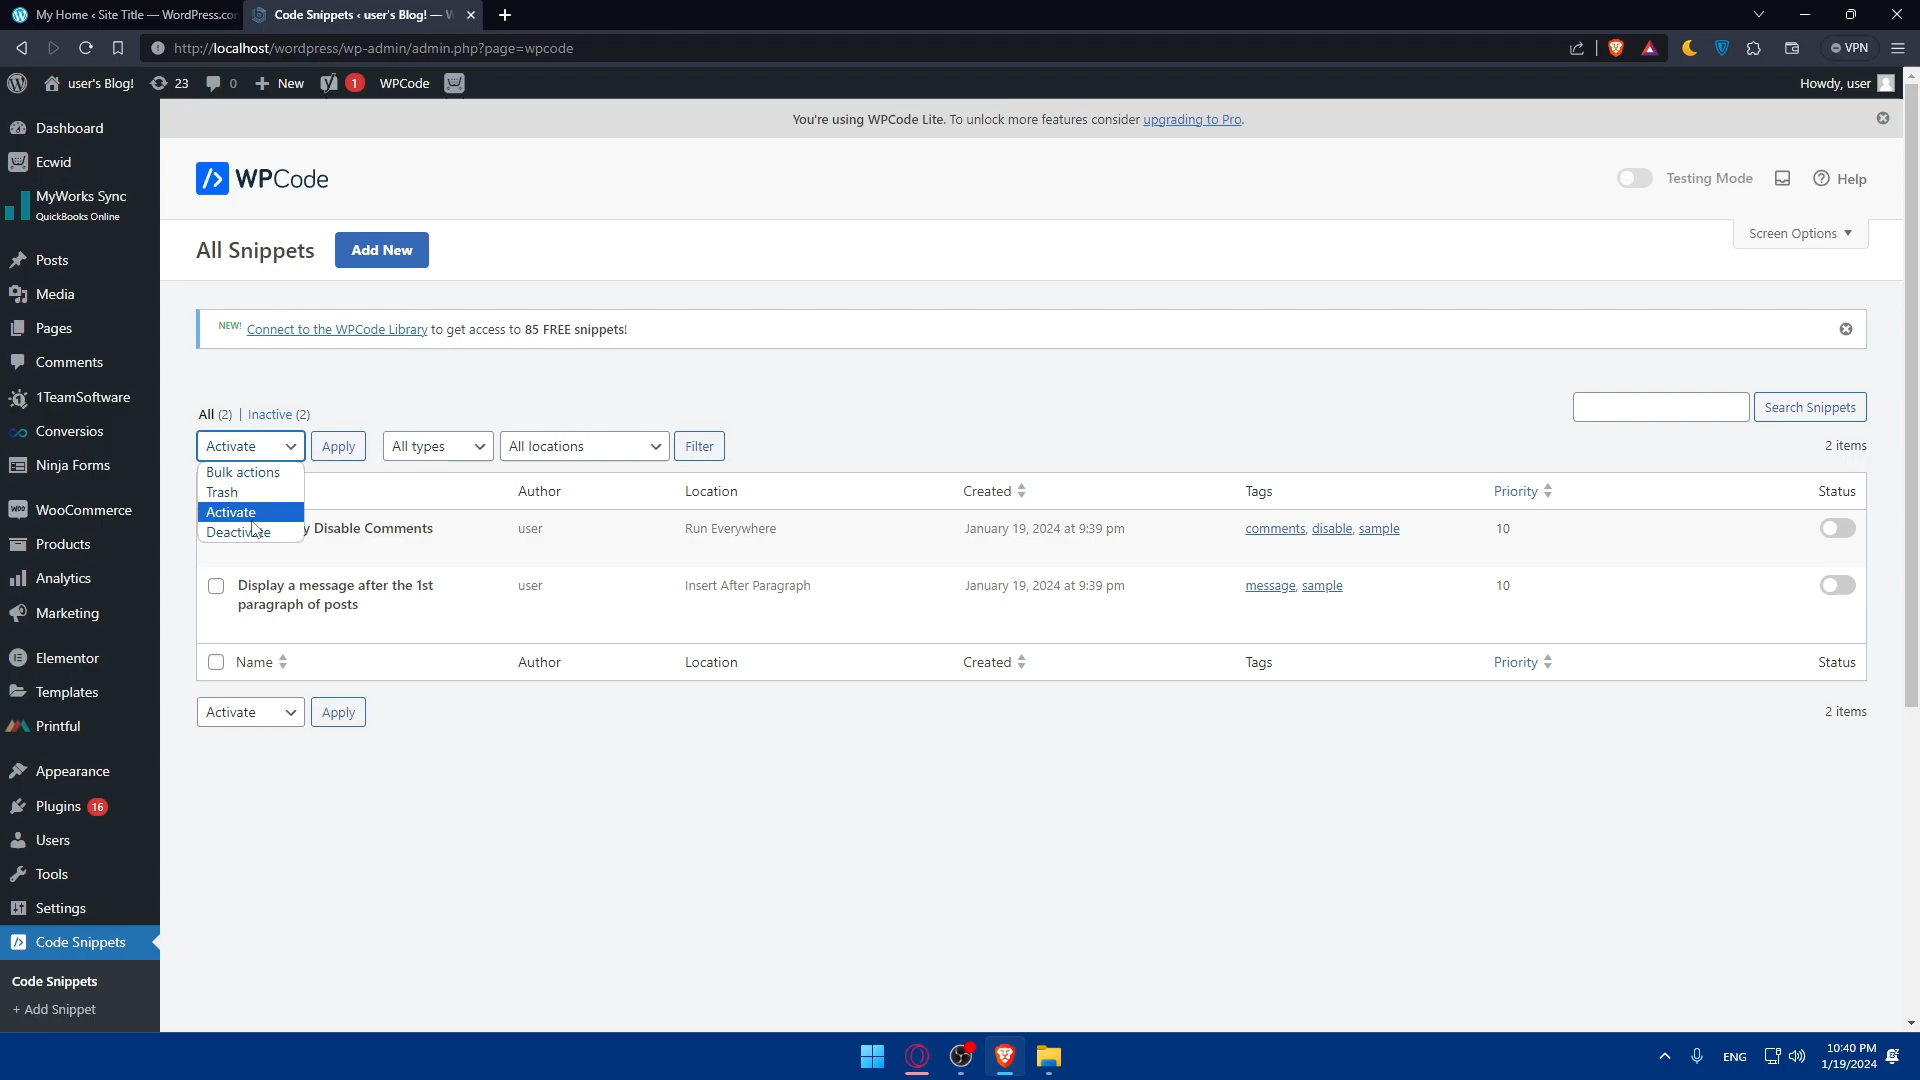 My Home ‹ Site Title — WordPress.co
Code Snippets ‹ user's Blog! —
http://localhost/wordpress/wp-admin/admin.php?page=wpcode
VPN
user's Blog!
23
0
New
1
WPCode
Howdy, user
You're using WPCode Lite. To unlock more features consider upgrading to Pro.
Dashboard
Ecwid
MyWorks Sync
QuickBooks Online
Posts
Media
Pages
Comments
1TeamSoftware
Conversios
Ninja Forms
WooCommerce
Products
Analytics
Marketing
Elementor
Templates
Printful
Appearance
Plugins 16
Users
Tools
Settings
Code Snippets
Code Snippets
+ Add Snippet
WPCode
Testing Mode
Help
All Snippets
Add New
Screen Options
NEW! Connect to the WPCode Library to get access to 85 FREE snippets!
All (2) | Inactive (2)
Search Snippets
Activate
Apply
All types
All locations
Filter
2 items
Bulk actions
Trash
Activate
Deactivate
Author
Location
Created
Tags
Priority
Status
y Disable Comments
user
Run Everywhere
January 19, 2024 at 9:39 pm
comments, disable, sample
10
Display a message after the 1st
paragraph of posts
user
Insert After Paragraph
January 19, 2024 at 9:39 pm
message, sample
10
Name
Author
Location
Created
Tags
Priority
Status
Activate
Apply
2 items
ENG
10:40 PM
1/19/2024